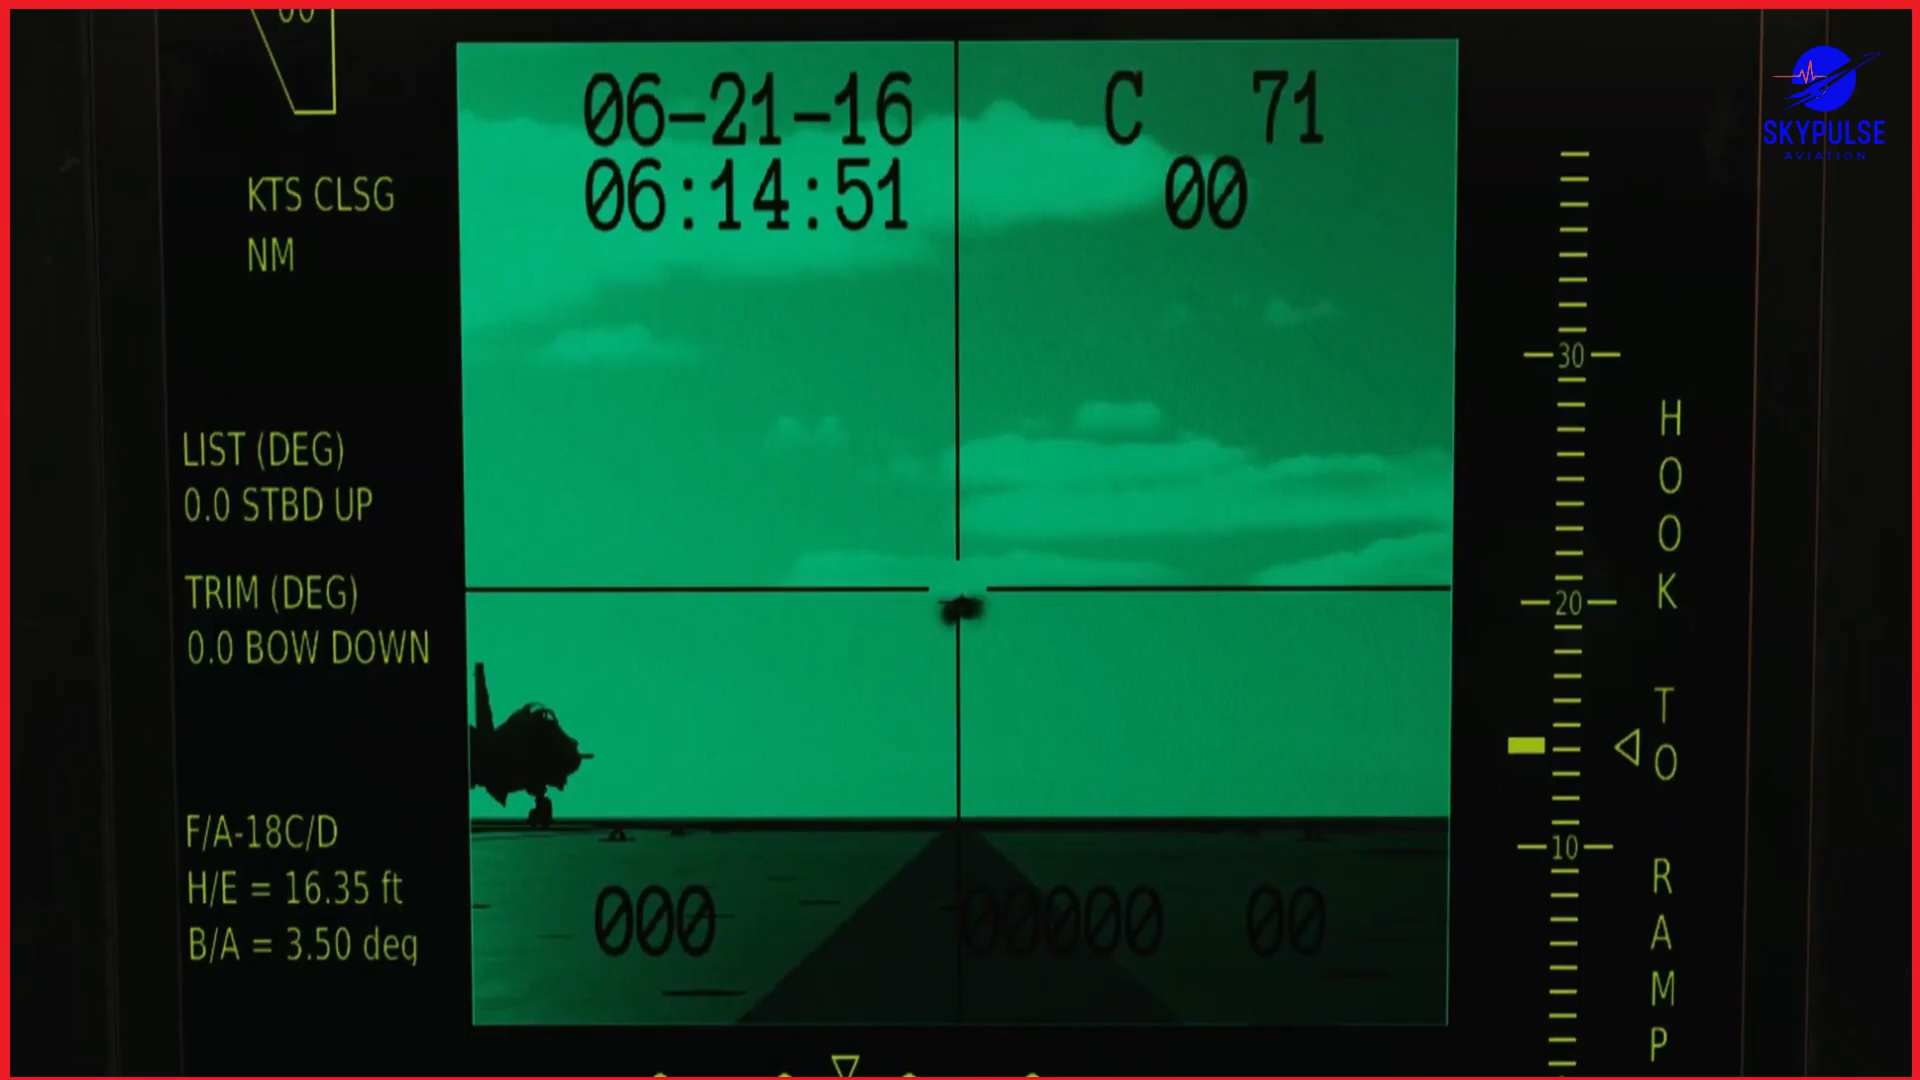 06-21-16
C 71
06:14:51
00
SKYPULSE
AVIATION
KTS CLSG
NM
LIST (DEG)
0.0 STBD UP
TRIM (DEG)
0.0 BOW DOWN
F/A-18C/D
H/E = 16.35 ft
B/A = 3.50 deg
000
00000
00
30
20
10
HOOK TO RAMP